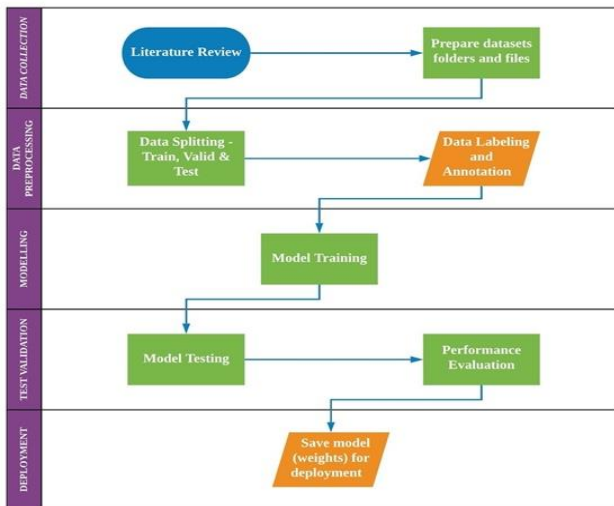 DATA COLLECTION
Literature Review
Prepare datasets
folders and files
DATA
PREPROCESSING
Data Splitting -
Train, Valid &
Test
Data Labeling
and
Annotation
MODELLING
Model Training
TEST VALIDATION
Model Testing
Performance
Evaluation
DEPLOYMENT
Save model
(weights) for
deployment